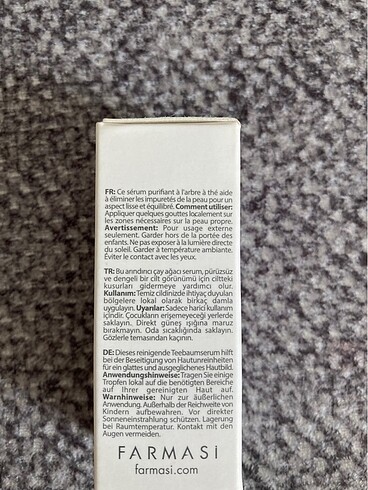 FR: Ce sérum purifiant à l'arbre à thé aide
à éliminer les impuretés de la peau pour un
aspect lisse et équilibré. Comment utiliser:
Appliquer quelques gouttes localement sur
les zones nécessaires sur la peau propre.
Avertissement: Pour usage externe
seulement. Garder hors de la portée des
enfants. Ne pas exposer à la lumière directe
du soleil. Garder à température ambiante.
Éviter le contact avec les yeux.
TR: Bu arındırıcı çay ağacı serum, pürüzsüz
ve dengeli bir cilt görünümü için ciltteki
kusurları gidermeye yardımcı olur.
Kullanım: Temiz cildinizde ihtiyaç duyulan
bölgelere lokal olarak birkaç damla
uygulayın. Uyarılar: Sadece harici kullanım
içindir. Çocukların erişemeyeceği yerlerde
saklayın. Direkt güneş ışığına maruz
bırakmayın. Oda sıcaklığında saklayın.
Gözlerle temasından kaçının.
DE: Dieses reinigende Teebaumserum hilft
bei der Beseitigung von Hautunreinheiten
für ein glattes und ausgeglichenes Hautbild.
Anwendungshinweise: Tragen Sie einige
Tropfen lokal auf die benötigten Bereiche
auf Ihrer gereinigten Haut auf.
Warnhinweise: Nur zur äußerlichen
Anwendung. Außerhalb der Reichweite von
Kindern aufbewahren. Vor direkter
Sonneneinstrahlung schützen. Lagerung
bei Raumtemperatur. Kontakt mit den
Augen vermeiden.
FARMASi
farmasi.com